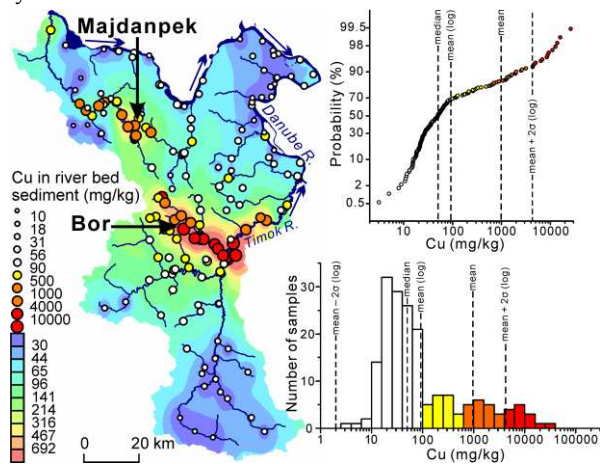 Majdanpek
Danube R.
Cu in river bed
sediment (mg/kg)
10
18
31
56
90
500
1000
4000
10000
Bor
Timok R.
30
44
65
96
141
214
316
467
692
0 20 km
median
mean (log)
mean
mean + 2σ (log)
Probability (%)
99.5
98
90
70
50
30
10
2
0.5
10 100 1000 10000
Cu (mg/kg)
mean – 2σ (log)
median
mean (log)
mean
mean + 2σ (log)
Number of samples
30
20
10
0
1 10 100 1000 10000 100000
Cu (mg/kg)